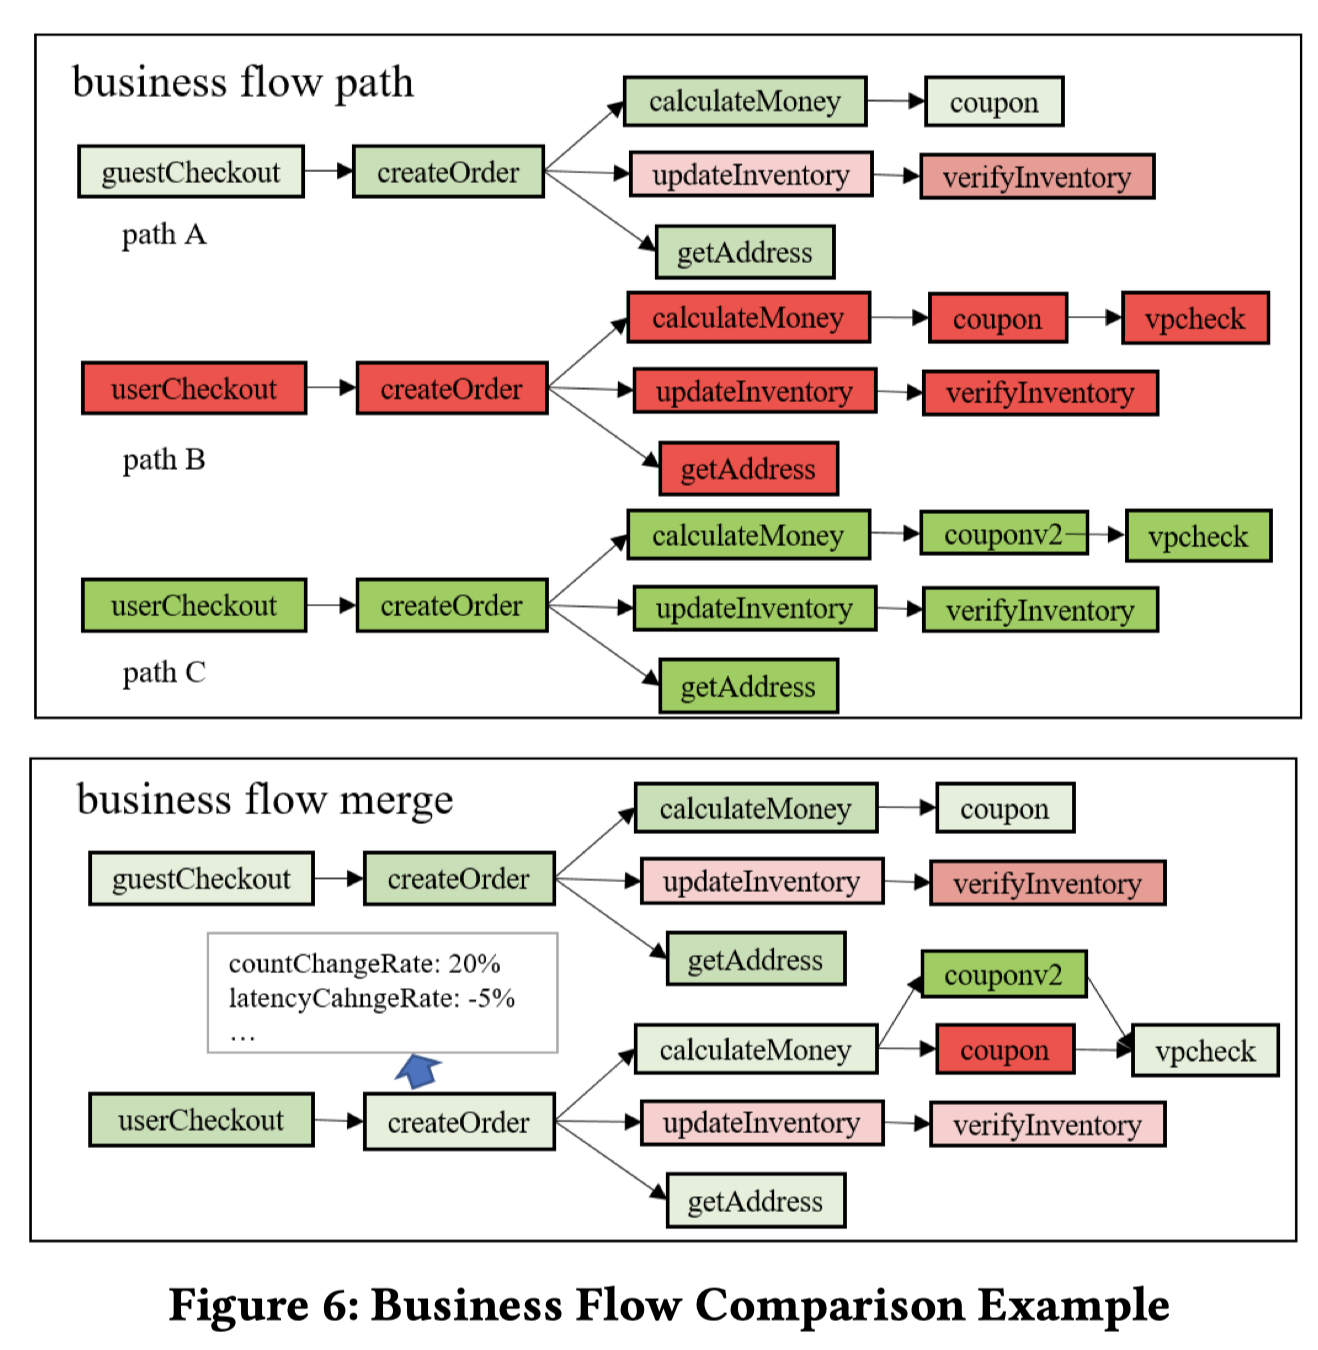 business flow path
calculateMoney
coupon
guestCheckout
createOrder
updateInventory
verifyInventory
path A
getAddress
calculateMoney
coupon
vpcheck
userCheckout
createOrder
updateInventory
verifyInventory
path B
getAddress
calculateMoney
couponv2
vpcheck
userCheckout
createOrder
updateInventory
verifyInventory
path C
getAddress
business flow merge
calculateMoney
coupon
guestCheckout
createOrder
updateInventory
verifyInventory
getAddress
countChangeRate: 20%
latencyCahngeRate: -5%
...
couponv2
calculateMoney
coupon
vpcheck
userCheckout
createOrder
updateInventory
verifyInventory
getAddress
Figure 6: Business Flow Comparison Example